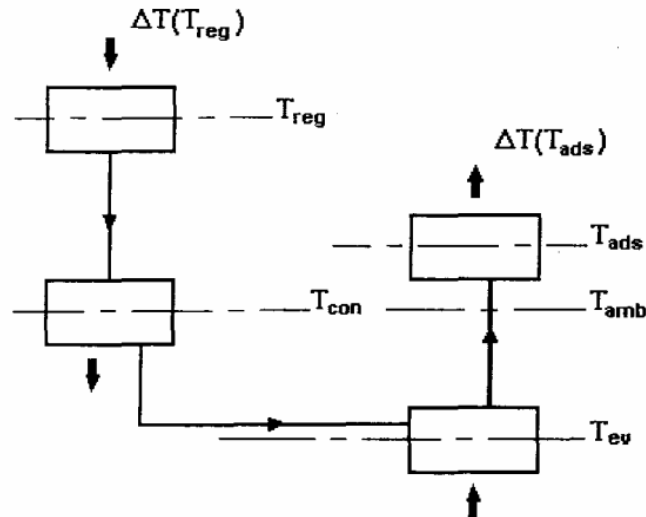 ΔT(T_reg)
T_reg
ΔT(T_ads)
T_ads
T_con
T_amb
T_ev